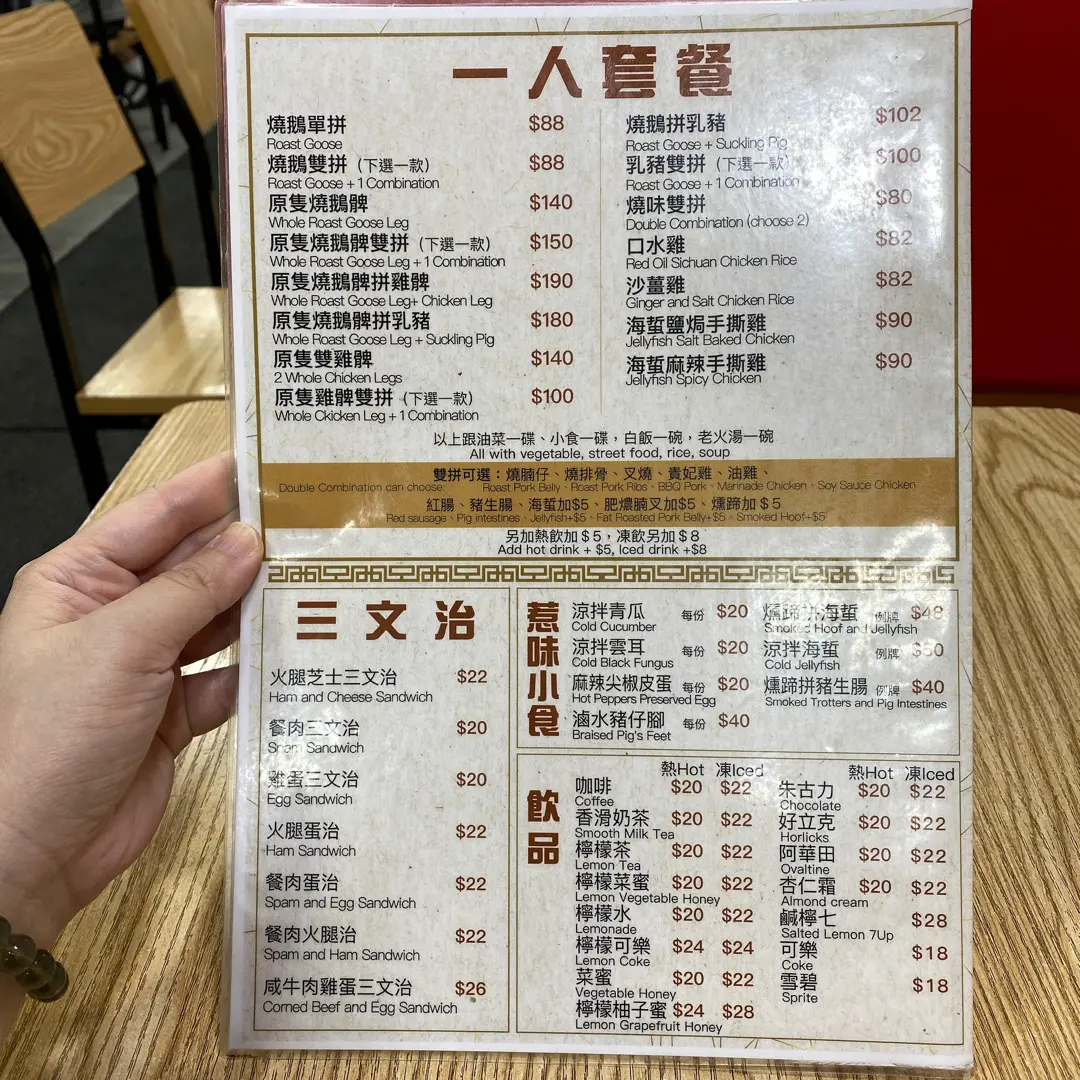 一人套餐
燒鵝單拼 $88
Roast Goose
燒鵝雙拼 (下選一款) $88
Roast Goose + 1 Combination
原隻燒鵝髀 $140
Whole Roast Goose Leg
原隻燒鵝髀雙拼 (下選一款) $150
Whole Roast Goose Leg + 1 Combination
原隻燒鵝髀拼雞髀 $190
Whole Roast Goose Leg+ Chicken Leg
原隻燒鵝髀拼乳豬 $180
Whole Roast Goose Leg + Suckling Pig
原隻雙雞髀 $140
2 Whole Chicken Legs
原隻雞髀雙拼 (下選一款) $100
Whole Ckicken Leg + 1 Combination
燒鵝拼乳豬 $102
Roast Goose + Suckling Pig
乳豬雙拼 (下選一款) $100
Roast Goose + 1 Combination
燒味雙拼 $80
Double Combination (choose 2)
口水雞 $82
Red Oil Sichuan Chicken Rice
沙薑雞 $82
Ginger and Salt Chicken Rice
海蜇鹽焗手撕雞 $90
Jellyfish Salt Baked Chicken
海蜇麻辣手撕雞 $90
Jellyfish Spicy Chicken
以上跟油菜一碟、小食一碟，白飯一碗，老火湯一碗
All with vegetable, street food, rice, soup
雙拼可選：燒腩仔、燒排骨、叉燒、貴妃雞、油雞、
Double Combination can choose: Roast Pork Belly、Roast Pork Ribs、BBQ Pork、Marinade Chicken、Soy Sauce Chicken
紅腸、豬生腸、海蜇加$5、肥燶腩叉加$5、燻蹄加＄5
Red sausage、Pig intestines、Jellyfish+$5、Fat Roasted Pork Belly+$5、Smoked Hoof+$5
另加熱飲加＄5，凍飲另加＄8
Add hot drink + $5, Iced drink +$8
三文治
火腿芝士三文治 $22
Ham and Cheese Sandwich
餐肉三文治 $20
Spam Sandwich
雞蛋三文治 $20
Egg Sandwich
火腿蛋治 $22
Ham Sandwich
餐肉蛋治 $22
Spam and Egg Sandwich
餐肉火腿治 $22
Spam and Ham Sandwich
咸牛肉雞蛋三文治 $26
Corned Beef and Egg Sandwich
惹味小食
涼拌青瓜 每份 $20
Cold Cucumber
涼拌雲耳 每份 $20
Cold Black Fungus
麻辣尖椒皮蛋 每份 $20
Hot Peppers Preserved Egg
滷水豬仔腳 每份 $40
Braised Pig's Feet
燻蹄拼海蜇 例牌 $48
Smoked Hoof and Jellyfish
涼拌海蜇 例牌 $50
Cold Jellyfish
燻蹄拼豬生腸 例牌 $40
Smoked Trotters and Pig Intestines
飲品
熱Hot 凍Iced
咖啡 $20 $22
Coffee
香滑奶茶 $20 $22
Smooth Milk Tea
檸檬茶 $20 $22
Lemon Tea
檸檬菜蜜 $20 $22
Lemon Vegetable Honey
檸檬水 $20 $22
Lemonade
檸檬可樂 $24 $24
Lemon Coke
菜蜜 $20 $22
Vegetable Honey
檸檬柚子蜜 $24 $28
Lemon Grapefruit Honey
熱Hot 凍Iced
朱古力 $20 $22
Chocolate
好立克 $20 $22
Horlicks
阿華田 $20 $22
Ovaltine
杏仁霜 $20 $22
Almond cream
鹹檸七 $28
Salted Lemon 7Up
可樂 $18
Coke
雪碧 $18
Sprite